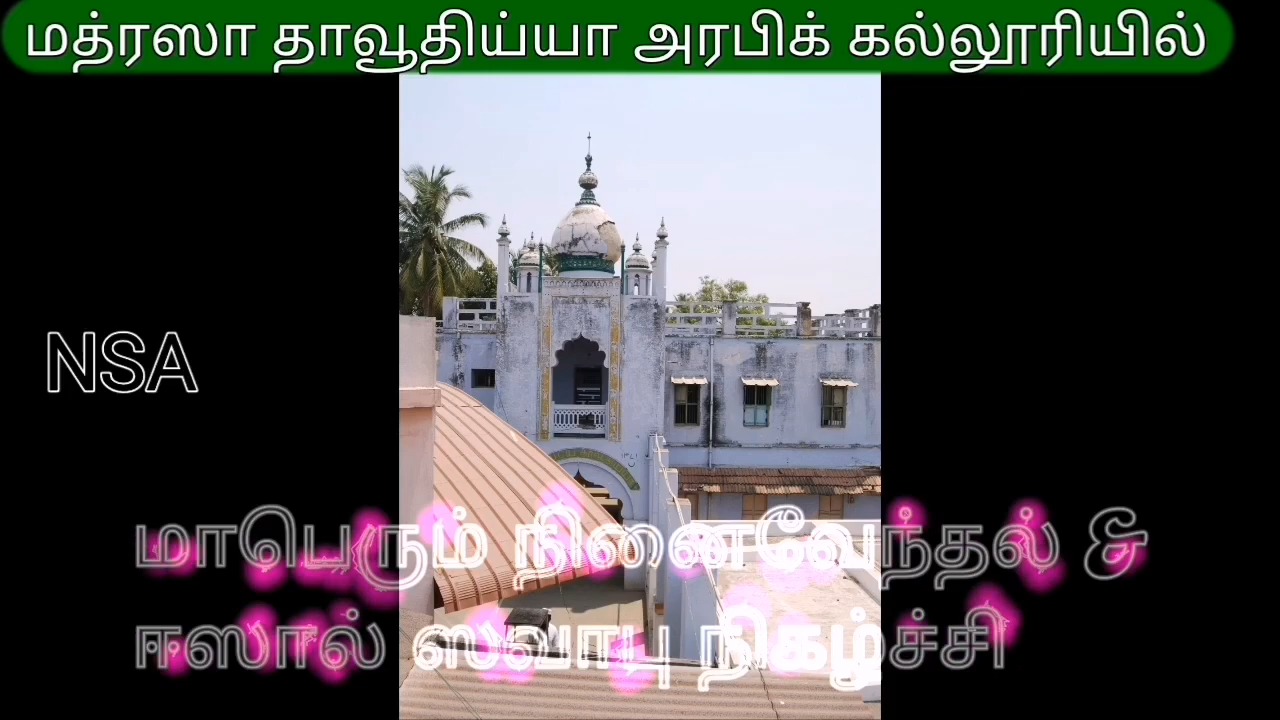 மத்ரஸா தாவூதிய்யா அரபிக் கல்லூரியில்
NSA
மாபெரும் நினைவேந்தல் &
ஈஸால் ஸவாபு நிகழ்ச்சி